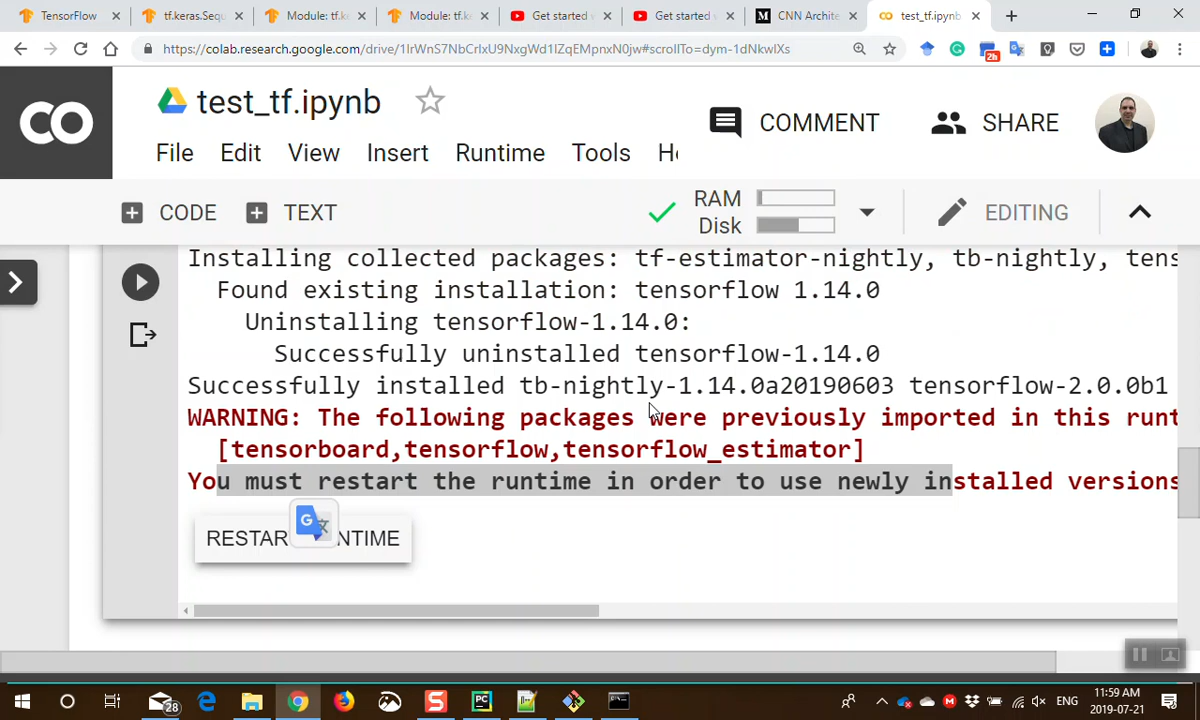 TensorFlow
tf.keras.Sequ
Module: tf.ke
Module: tf.ke
Get started w
Get started w
CNN Archite
test_tf.ipynb
https://colab.research.google.com/drive/1IrWnS7NbCrIxU9NxgWd1lZqEMpnxN0jw#scrollTo=dym-1dNkwlXs
2h
CO
test_tf.ipynb
COMMENT
SHARE
File Edit View Insert Runtime Tools
CODE
TEXT
RAM
Disk
EDITING
Installing collected packages: tf-estimator-nightly, tb-nightly, tens
Found existing installation: tensorflow 1.14.0
Uninstalling tensorflow-1.14.0:
Successfully uninstalled tensorflow-1.14.0
Successfully installed tb-nightly-1.14.0a20190603 tensorflow-2.0.0b1
WARNING: The following packages were previously imported in this runt
[tensorboard,tensorflow,tensorflow_estimator]
You must restart the runtime in order to use newly installed versions
RESTAR NTIME
28
ENG
11:59 AM
2019-07-21